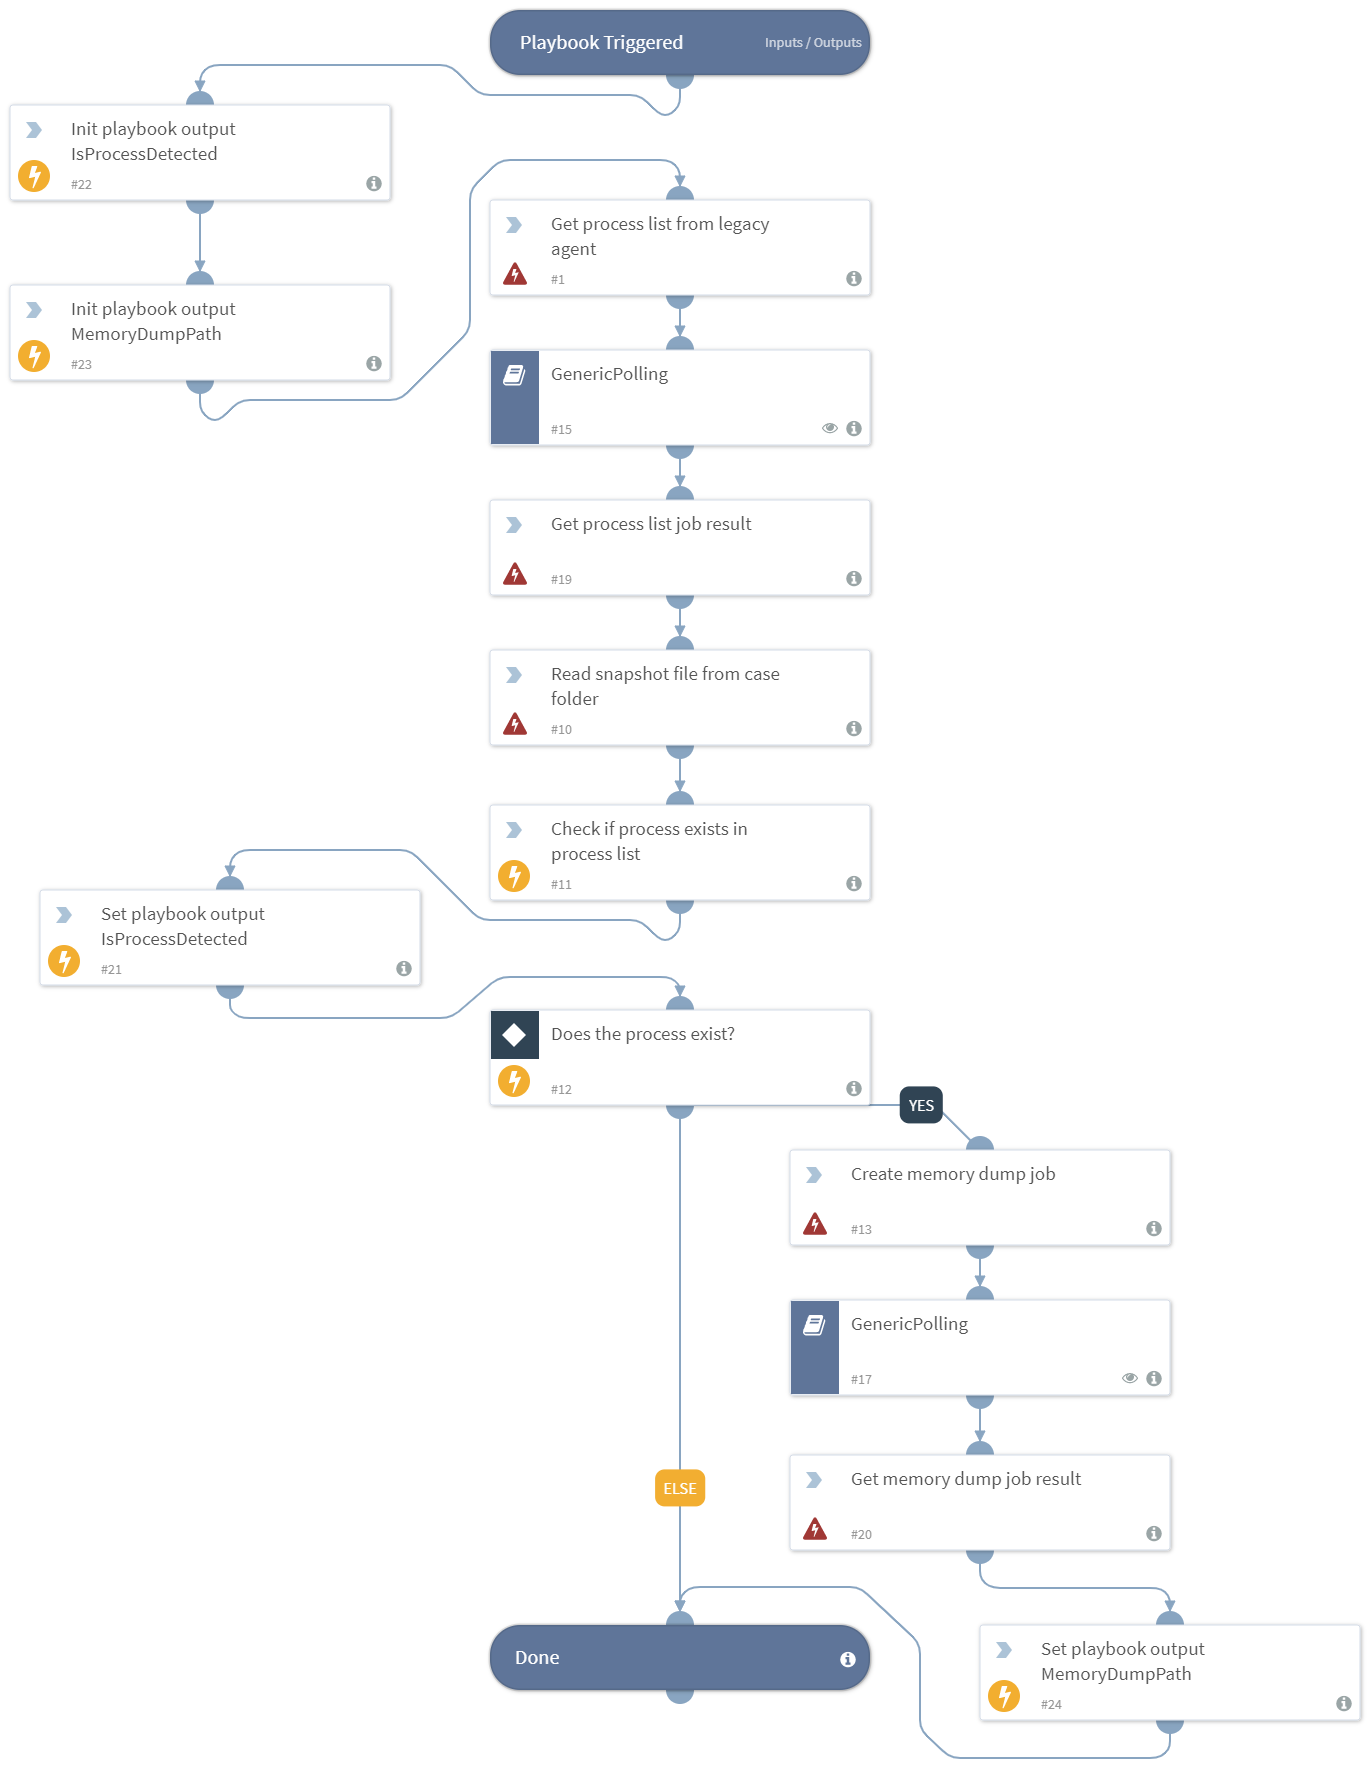 Playbook Triggered
Inputs / Outputs
Init playbook output
IsProcessDetected
#22
Init playbook output
MemoryDumpPath
#23
Get process list from legacy
agent
#1
GenericPolling
#15
Get process list job result
#19
Read snapshot file from case
folder
#10
Check if process exists in
process list
#11
Set playbook output
IsProcessDetected
#21
Does the process exist?
#12
YES
Create memory dump job
#13
GenericPolling
#17
Get memory dump job result
#20
ELSE
Set playbook output
MemoryDumpPath
#24
Done